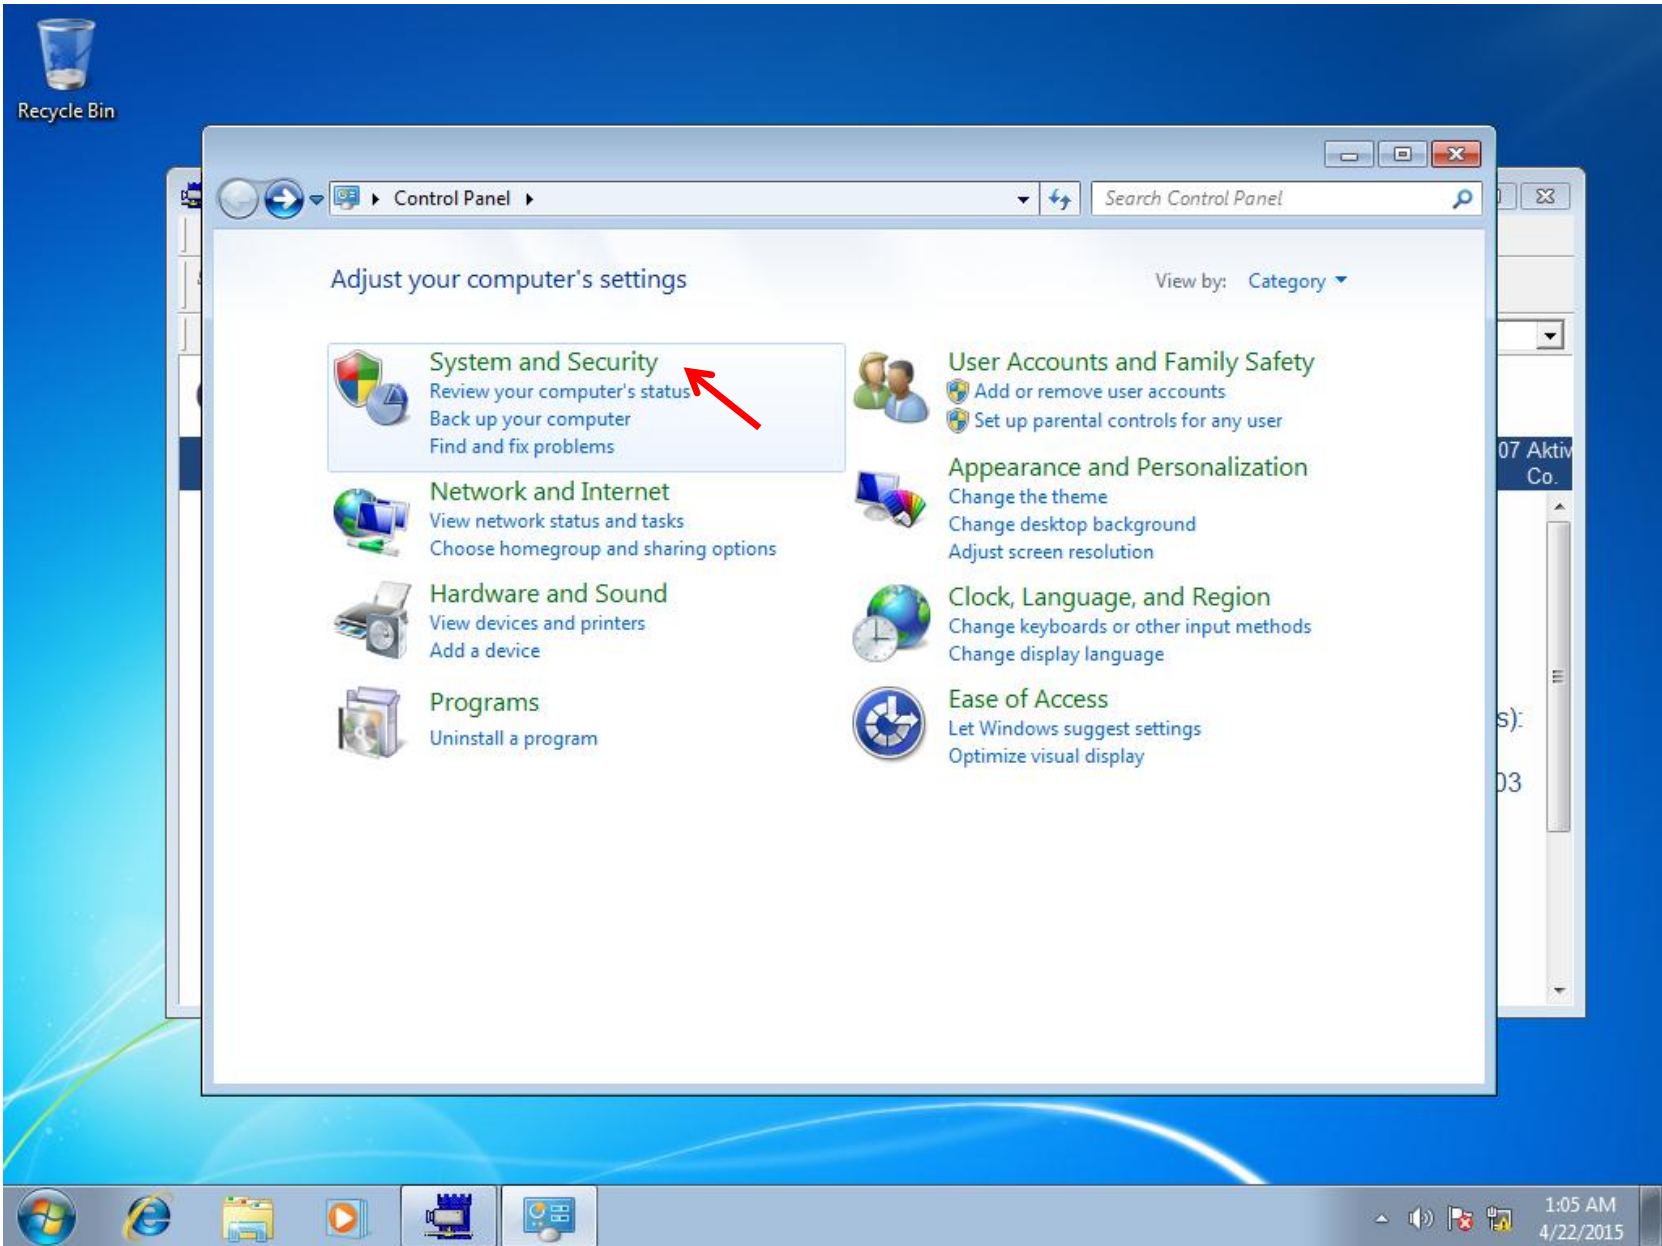 Recycle Bin
Control Panel
Search Control Panel
Adjust your computer's settings
View by: Category
System and Security
Review your computer's status
Back up your computer
Find and fix problems
Network and Internet
View network status and tasks
Choose homegroup and sharing options
Hardware and Sound
View devices and printers
Add a device
Programs
Uninstall a program
User Accounts and Family Safety
Add or remove user accounts
Set up parental controls for any user
Appearance and Personalization
Change the theme
Change desktop background
Adjust screen resolution
Clock, Language, and Region
Change keyboards or other input methods
Change display language
Ease of Access
Let Windows suggest settings
Optimize visual display
07 Aktiv
Co.
s):
03
1:05 AM
4/22/2015